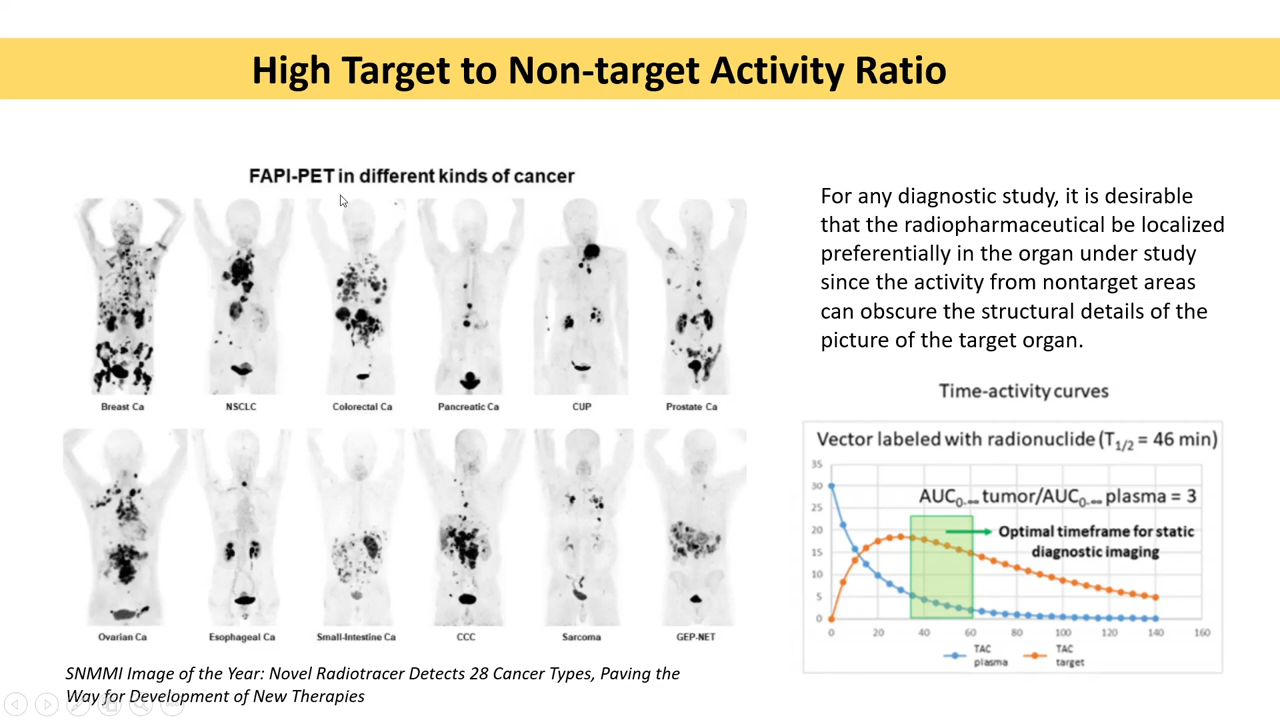 High Target to Non-target Activity Ratio
FAPI-PET in different kinds of cancer
Breast Ca
NSCLC
Colorectal Ca
Pancreatic Ca
CUP
Prostate Ca
Ovarian Ca
Esophageal Ca
Small-Intestine Ca
CCC
Sarcoma
GEP-NET
SNMMI Image of the Year: Novel Radiotracer Detects 28 Cancer Types, Paving the
Way for Development of New Therapies
For any diagnostic study, it is desirable
that the radiopharmaceutical be localized
preferentially in the organ under study
since the activity from nontarget areas
can obscure the structural details of the
picture of the target organ.
Time-activity curves
Vector labeled with radionuclide (T1/2 = 46 min)
35
30
25
20
15
10
5
0
AUC0-∞ tumor/AUC0-∞ plasma = 3
Optimal timeframe for static
diagnostic imaging
0 20 40 60 80 100 120 140 160
TAC
plasma
TAC
target